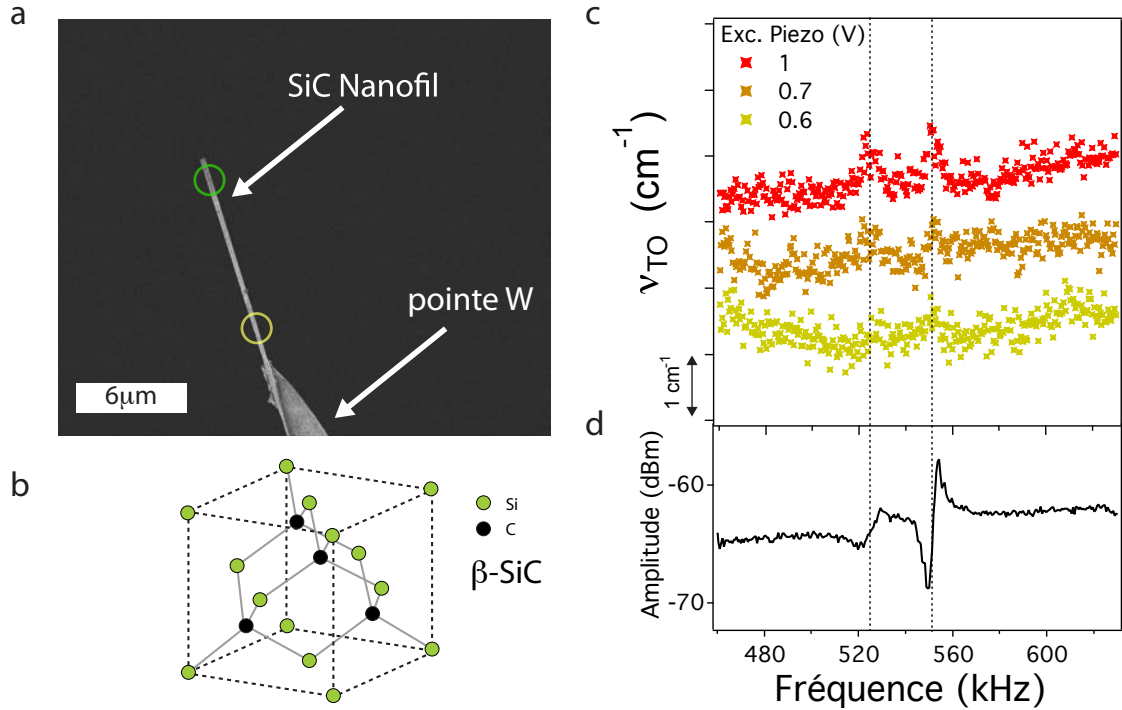 a
SiC Nanofil
pointe W
6µm
b
Si
C
β-SiC
c
Exc. Piezo (V)
1
0.7
0.6
νTO (cm-1)
1 cm-1
d
Amplitude (dBm)
-60
-70
480 520 560 600
Fréquence (kHz)